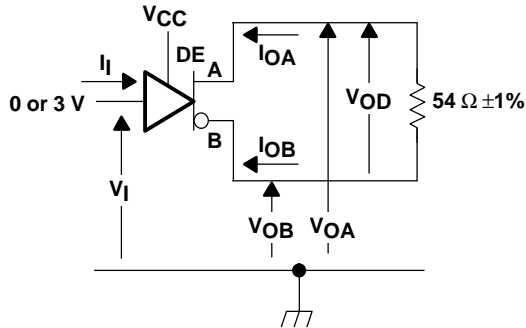 VCC
II
DE
A
IOA
0 or 3 V
VOD
54 Ω ±1%
B
IOB
VI
VOB
VOA